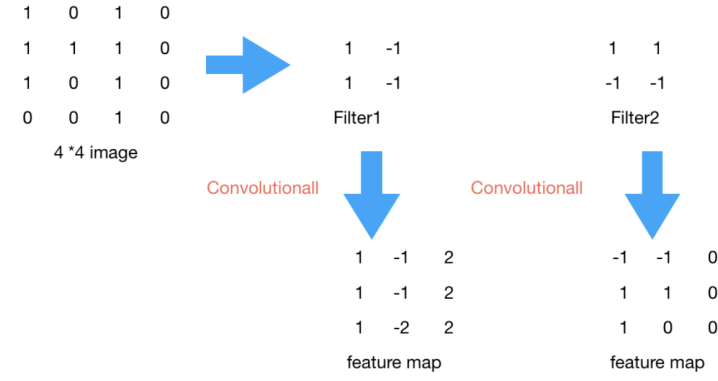 1 0 1 0
1 1 1 0
1 0 1 0
0 0 1 0
4 *4 image
1 -1
1 -1
Filter1
1 1
-1 -1
Filter2
Convolutionall
Convolutionall
1 -1 2
1 -1 2
1 -2 2
feature map
-1 -1 0
1 1 0
1 0 0
feature map